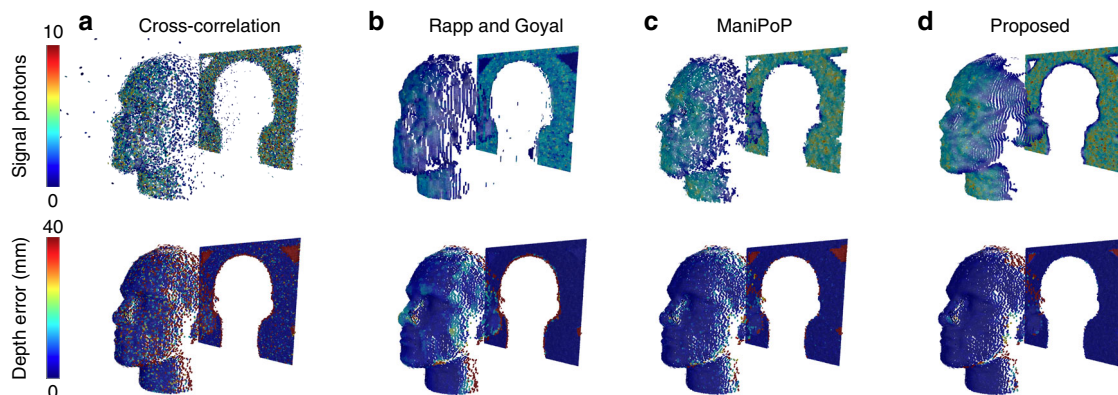 a Cross-correlation b Rapp and Goyal c ManiPoP d Proposed
10
Signal photons
0
40
Depth error (mm)
0